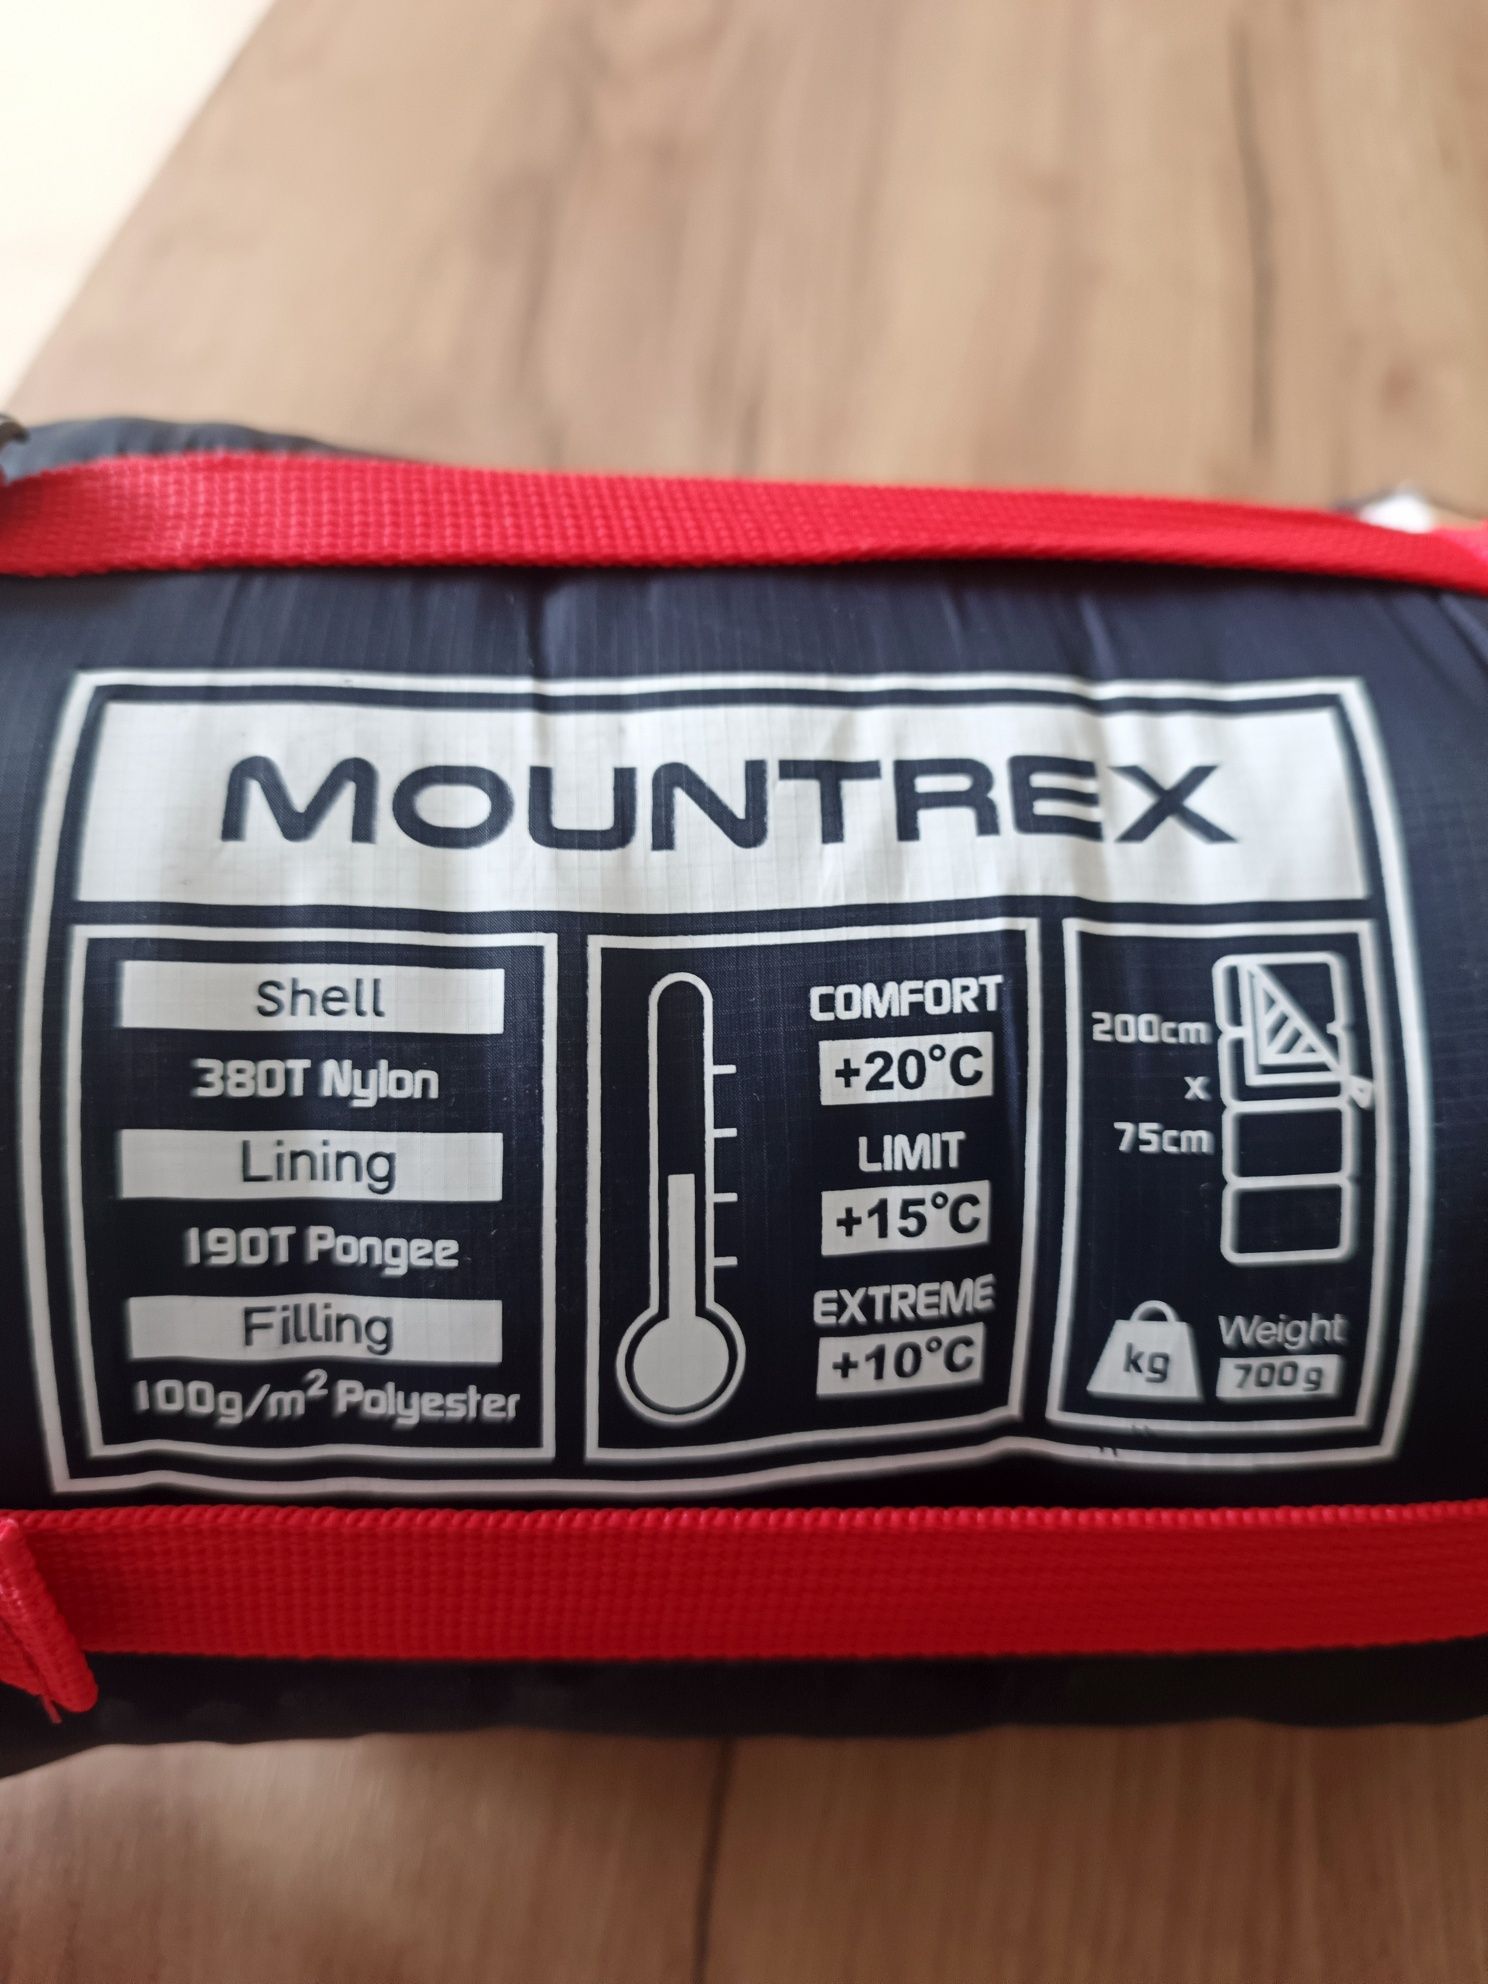 MOUNTREX
Shell
380T Nylon
Lining
190T Pongee
Filling
100g/m² Polyester
COMFORT
+20°C
LIMIT
+15°C
EXTREME
+10°C
200cm
x
75cm
kg
Weight
700g